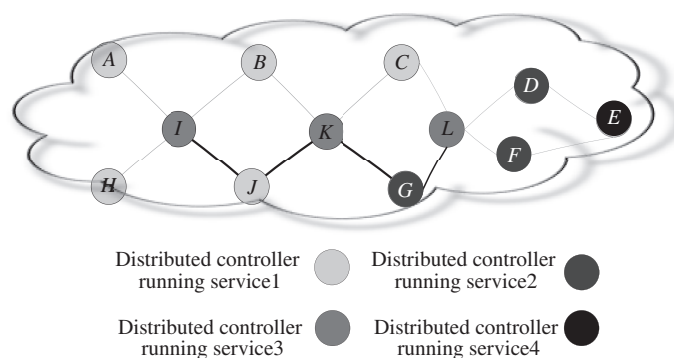 A
B
C
D
E
I
K
L
F
H
J
G
Distributed controller
running service1
Distributed controller
running service2
Distributed controller
running service3
Distributed controller
running service4